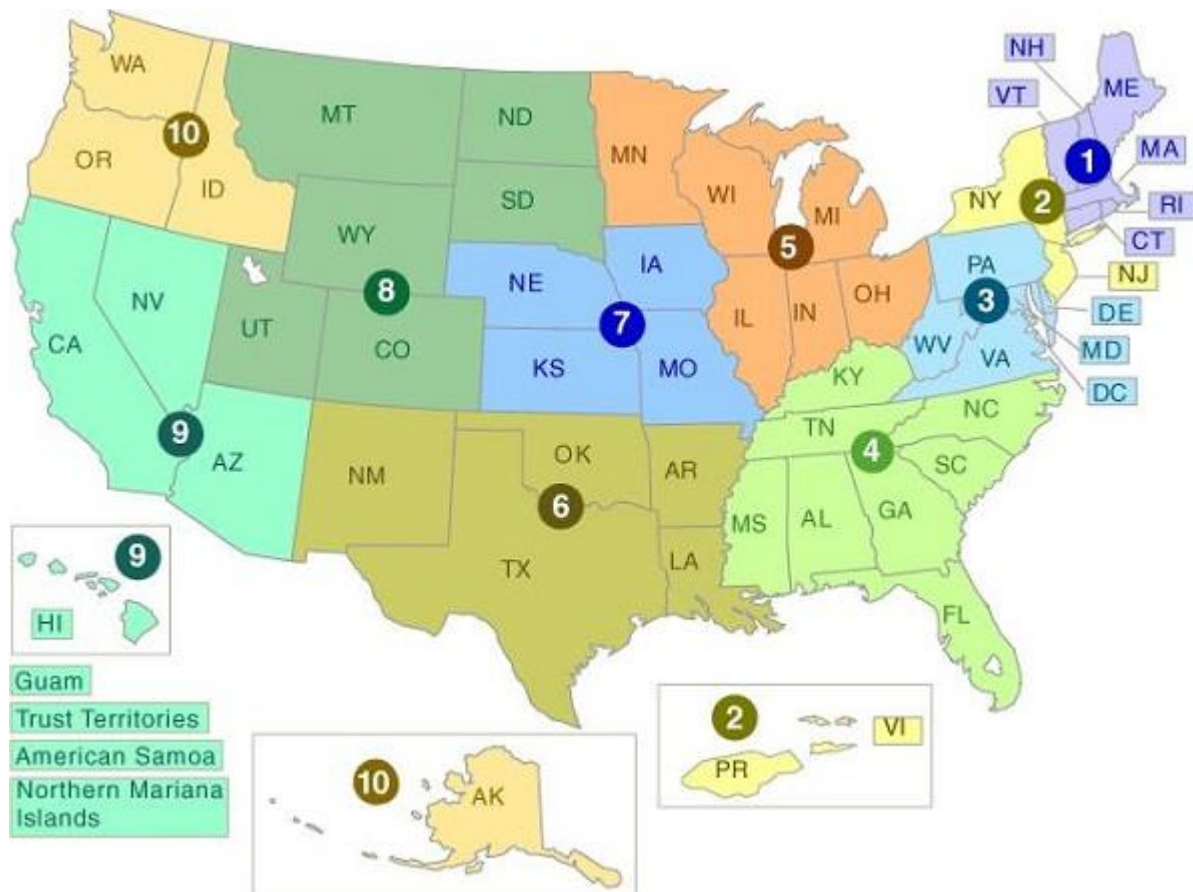 NH
WA
ME
VT
MT
ND
10
MN
MA
OR
1
ID
WI
NY
2
RI
SD
MI
WY
5
CT
IA
PA
NJ
NE
8
3
NV
OH
DE
7
IL
IN
UT
CA
CO
WV
VA
MD
KS
MO
KY
DC
NC
TN
9
4
AZ
OK
AR
SC
NM
6
GA
MS
AL
9
LA
TX
FL
HI
Guam
2
Trust Territories
VI
American Samoa
PR
10
Northern Mariana
AK
Islands